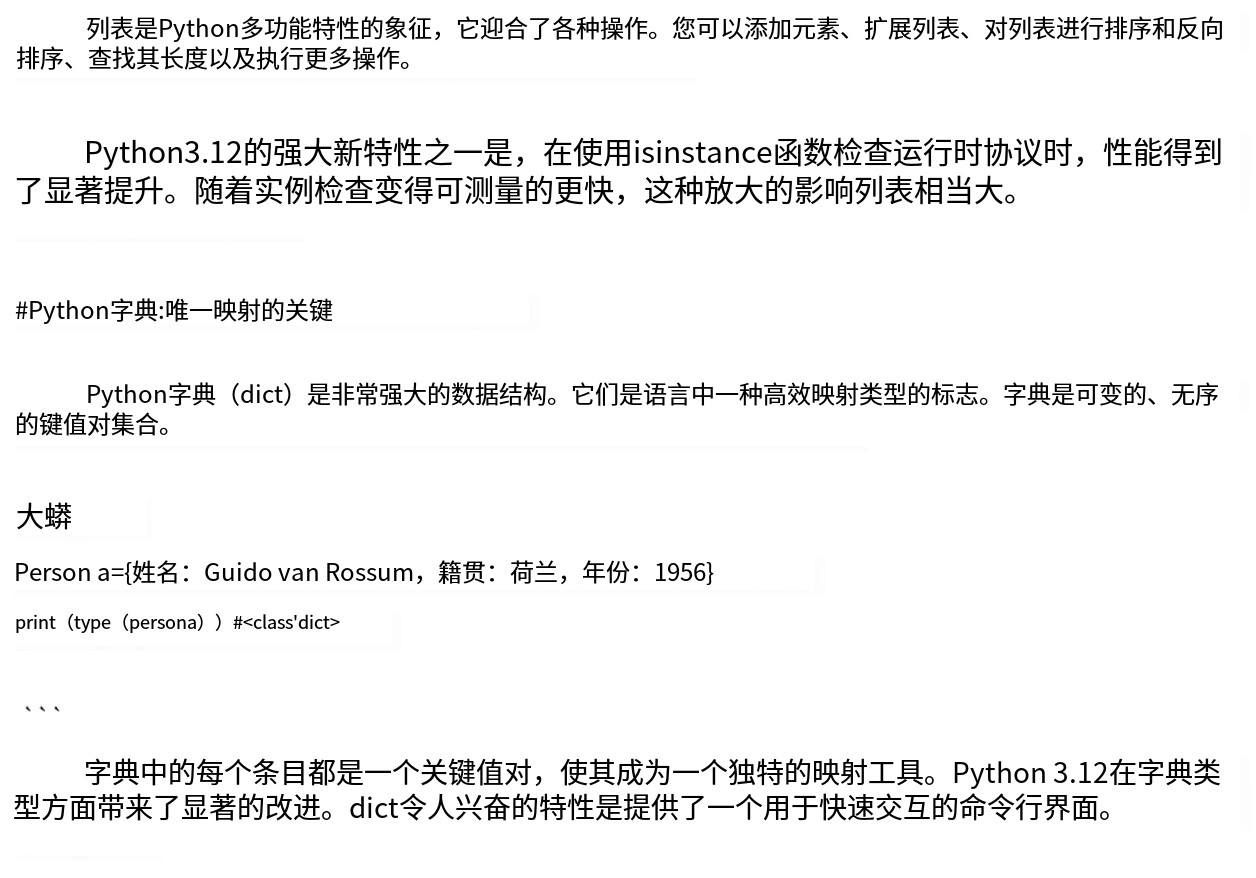 列表是Python多功能特性的象征，它迎合了各种操作。您可以添加元素、扩展列表、对列表进行排序和反向
排序、查找其长度以及执行更多操作。
Python3.12的强大新特性之一是，在使用isinstance函数检查运行时协议时，性能得到
了显著提升。随着实例检查变得可测量的更快，这种放大的影响列表相当大。
#Python字典:唯一映射的关键
Python字典（dict）是非常强大的数据结构。它们是语言中一种高效映射类型的标志。字典是可变的、无序
的键值对集合。
大蟒
Person a={姓名：Guido van Rossum，籍贯：荷兰，年份：1956}
print（type（persona））#<class'dict>
```
字典中的每个条目都是一个关键值对，使其成为一个独特的映射工具。Python 3.12在字典类
型方面带来了显著的改进。dict令人兴奋的特性是提供了一个用于快速交互的命令行界面。